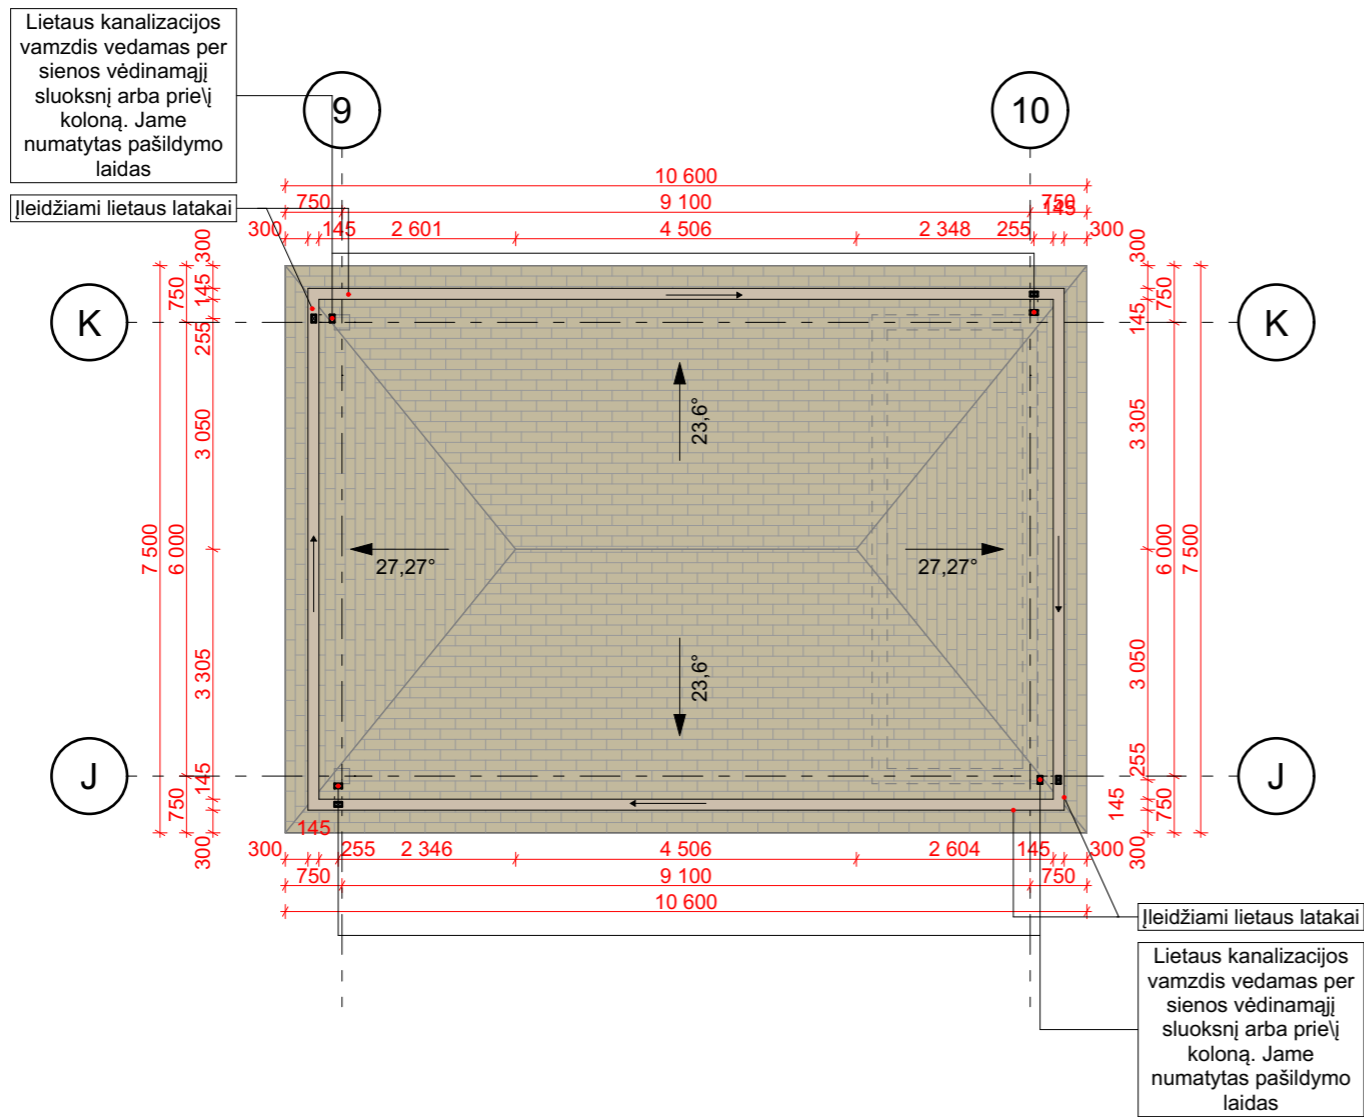 Lietaus kanalizacijos
vamzdis vedamas per
sienos vėdinamąjį
sluoksnį arba prie\į
koloną. Jame
numatytas pašildymo
laidas
Įleidžiami lietaus latakai
9
10
10 600
750
9 100
750
145
300
145
2 601
4 506
2 348
255
300
K
K
300
145
255
3 050
3 305
145
300
750
6 000
750
7 500
300
145
3 305
3 050
255
145
300
750
6 000
750
7 500
23,6°
27,27°
27,27°
23,6°
J
J
145
300
255
2 346
4 506
2 604
145
300
750
9 100
750
10 600
Įleidžiami lietaus latakai
Lietaus kanalizacijos
vamzdis vedamas per
sienos vėdinamąjį
sluoksnį arba prie\į
koloną. Jame
numatytas pašildymo
laidas